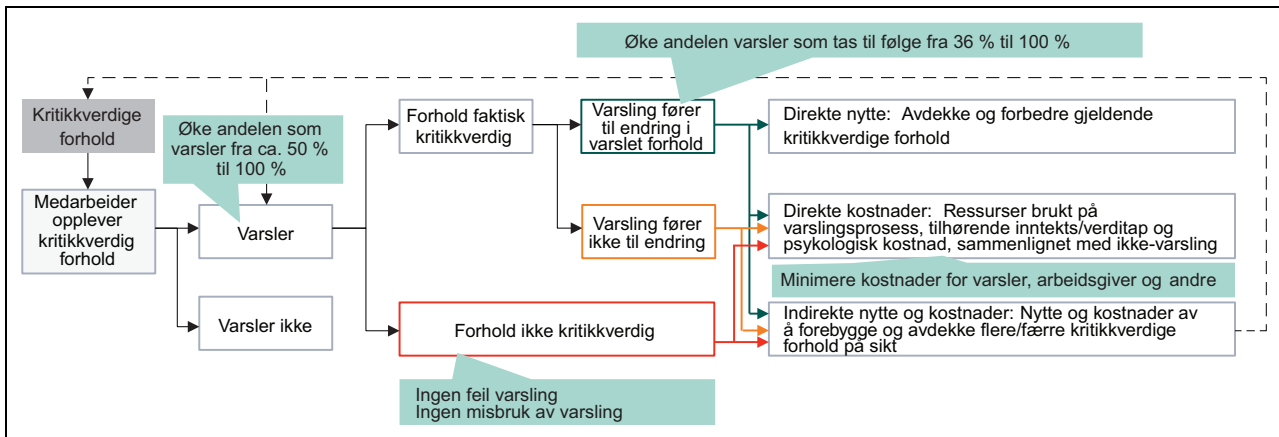 Øke andelen varsler som tas til følge fra 36 % til 100 %
Kritikkverdige
forhold
Øke andelen som
varsler fra ca. 50 %
til 100 %
Forhold faktisk
kritikkverdig
Varsling fører
til endring i
varslet forhold
Direkte nytte: Avdekke og forbedre gjeldende
kritikkverdige forhold
Medarbeider
opplever
kritikkverdig
forhold
Varsler
Varsling fører
ikke til endring
Direkte kostnader: Ressurser brukt på
varslingsprosess, tilhørende inntekts/verditap og
psykologisk kostnad, sammenlignet med ikke-varsling
Minimere kostnader for varsler, arbeidsgiver og andre
Varsler ikke
Forhold ikke kritikkverdig
Indirekte nytte og kostnader: Nytte og kostnader av
å forebygge og avdekke flere/færre kritikkverdige
forhold på sikt
Ingen feil varsling
Ingen misbruk av varsling